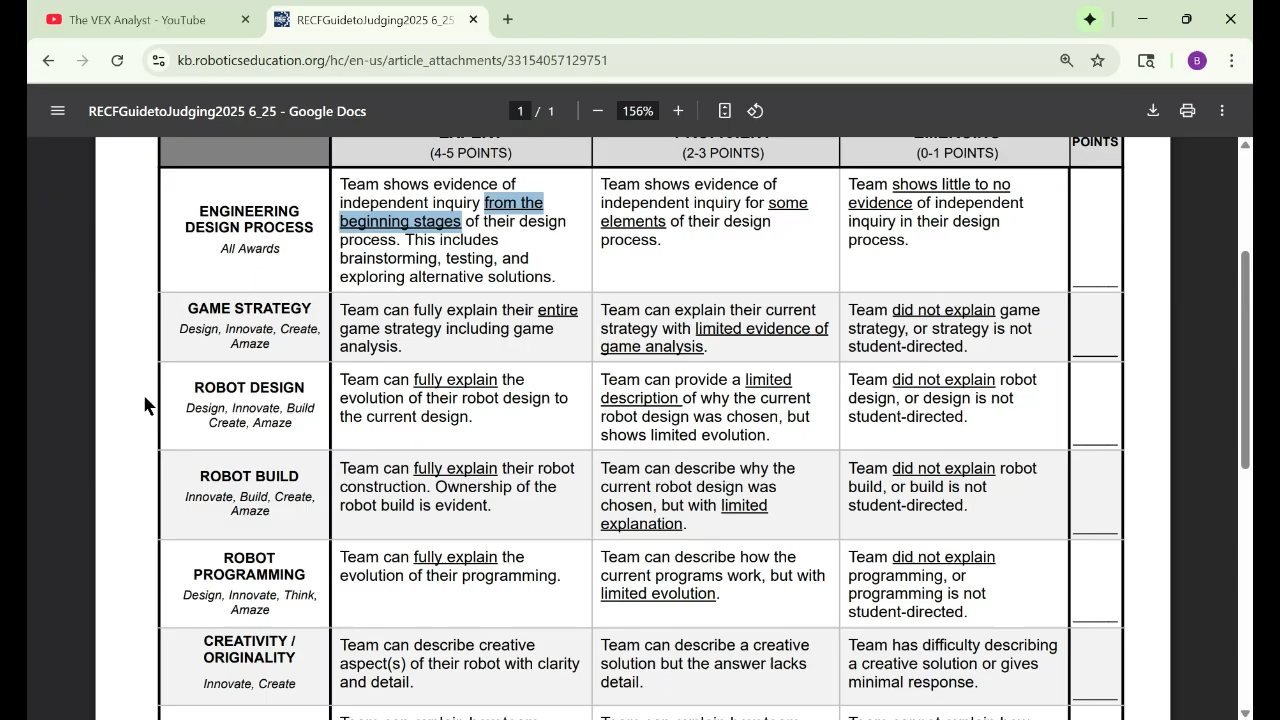 The VEX Analyst - YouTube
RECFGuidetoJudging2025 6_25
kb.roboticseducation.org/hc/en-us/article_attachments/33154057129751
B
RECFGuidetoJudging2025 6_25 - Google Docs
1 / 1
156%
(4-5 POINTS)
(2-3 POINTS)
(0-1 POINTS)
POINTS
ENGINEERING
DESIGN PROCESS
All Awards
Team shows evidence of
independent inquiry from the
beginning stages of their design
process. This includes
brainstorming, testing, and
exploring alternative solutions.
Team shows evidence of
independent inquiry for some
elements of their design
process.
Team shows little to no
evidence of independent
inquiry in their design
process.
GAME STRATEGY
Design, Innovate, Create,
Amaze
Team can fully explain their entire
game strategy including game
analysis.
Team can explain their current
strategy with limited evidence of
game analysis.
Team did not explain game
strategy, or strategy is not
student-directed.
ROBOT DESIGN
Design, Innovate, Build
Create, Amaze
Team can fully explain the
evolution of their robot design to
the current design.
Team can provide a limited
description of why the current
robot design was chosen, but
shows limited evolution.
Team did not explain robot
design, or design is not
student-directed.
ROBOT BUILD
Innovate, Build, Create,
Amaze
Team can fully explain their robot
construction. Ownership of the
robot build is evident.
Team can describe why the
current robot design was
chosen, but with limited
explanation.
Team did not explain robot
build, or build is not
student-directed.
ROBOT
PROGRAMMING
Design, Innovate, Think,
Amaze
Team can fully explain the
evolution of their programming.
Team can describe how the
current programs work, but with
limited evolution.
Team did not explain
programming, or
programming is not
student-directed.
CREATIVITY /
ORIGINALITY
Innovate, Create
Team can describe creative
aspect(s) of their robot with clarity
and detail.
Team can describe a creative
solution but the answer lacks
detail.
Team has difficulty describing
a creative solution or gives
minimal response.